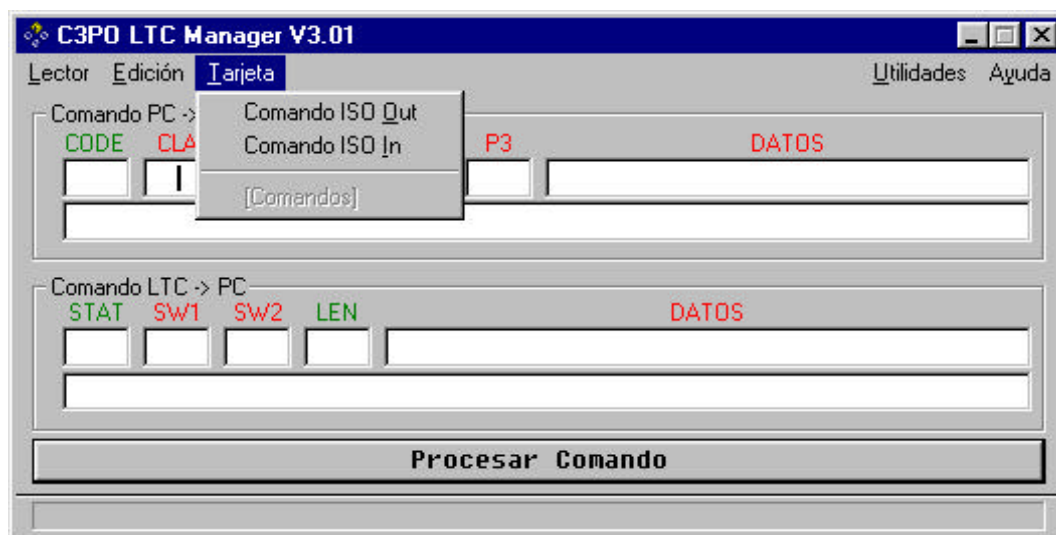 C3PO LTC Manager V3.01
Lector Edición Tarjeta Utilidades Ayuda
Comando PC ->
Comando ISO Out
Comando ISO In
[Comandos]
CODE CLA P3 DATOS
Comando LTC -> PC
STAT SW1 SW2 LEN DATOS
Procesar Comando